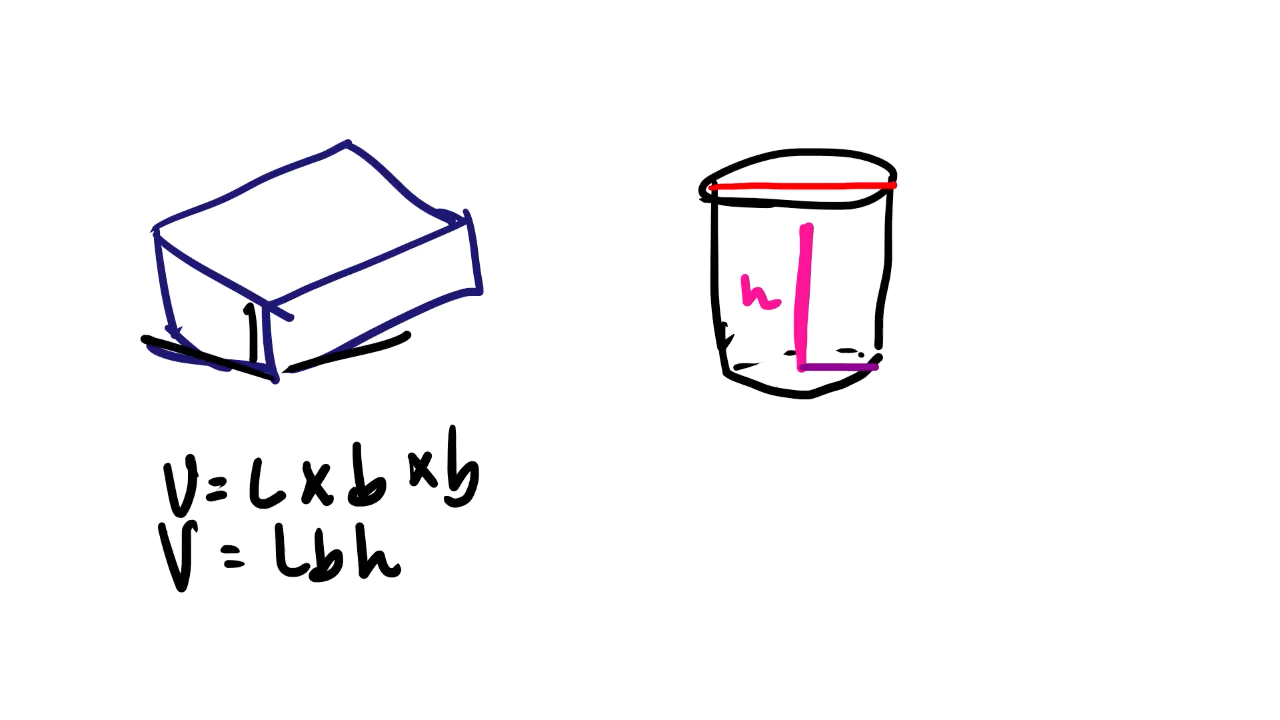 h
V = L x b x b
V = Lbh